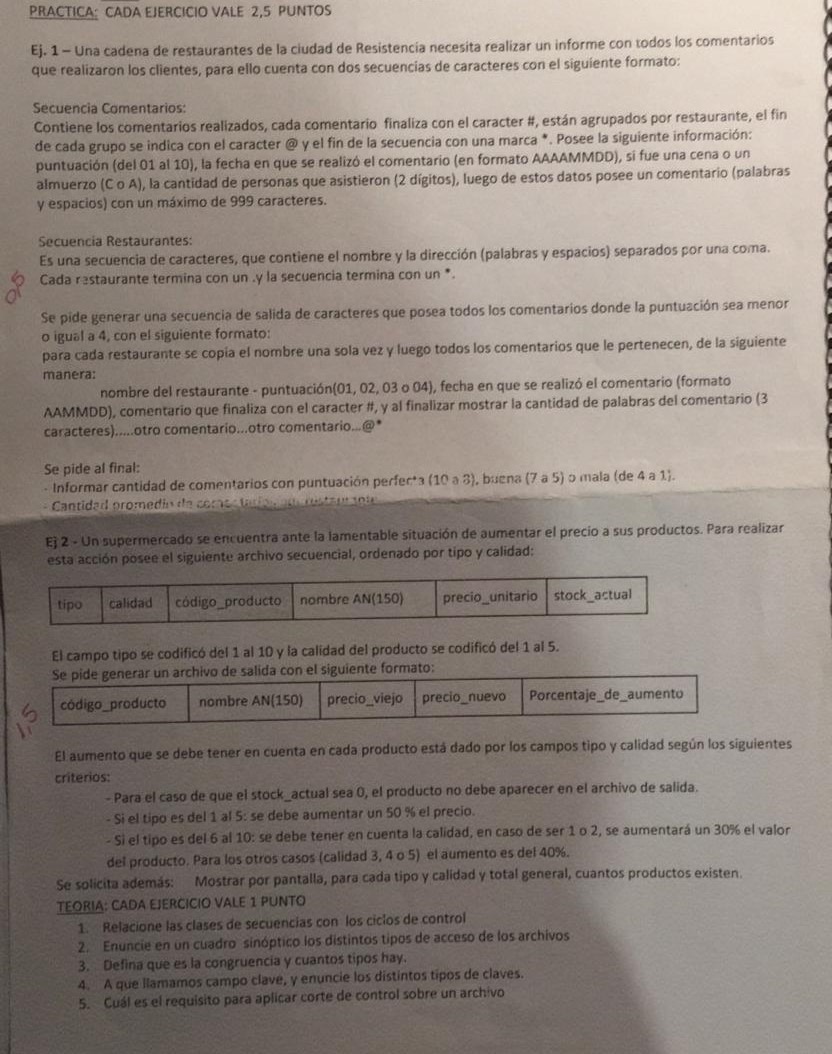 PRACTICA: CADA EJERCICIO VALE 2,5 PUNTOS
Ej. 1 – Una cadena de restaurantes de la ciudad de Resistencia necesita realizar un informe con todos los comentarios
que realizaron los clientes, para ello cuenta con dos secuencias de caracteres con el siguiente formato:
Secuencia Comentarios:
Contiene los comentarios realizados, cada comentario finaliza con el caracter #, están agrupados por restaurante, el fin
de cada grupo se indica con el caracter @ y el fin de la secuencia con una marca *. Posee la siguiente información:
puntuación (del 01 al 10), la fecha en que se realizó el comentario (en formato AAAAMMDD), si fue una cena o un
almuerzo (C o A), la cantidad de personas que asistieron (2 dígitos), luego de estos datos posee un comentario (palabras
y espacios) con un máximo de 999 caracteres.
Secuencia Restaurantes:
Es una secuencia de caracteres, que contiene el nombre y la dirección (palabras y espacios) separados por una coma.
Cada restaurante termina con un .y la secuencia termina con un *.
0,5
Se pide generar una secuencia de salida de caracteres que posea todos los comentarios donde la puntuación sea menor
o igual a 4, con el siguiente formato:
para cada restaurante se copia el nombre una sola vez y luego todos los comentarios que le pertenecen, de la siguiente
manera:
nombre del restaurante - puntuación(01, 02, 03 o 04), fecha en que se realizó el comentario (formato
AAMMDD), comentario que finaliza con el caracter #, y al finalizar mostrar la cantidad de palabras del comentario (3
caracteres).....otro comentario...otro comentario...@*
Se pide al final:
- Informar cantidad de comentarios con puntuación perfecta (10 a 8), buena (7 a 5) o mala (de 4 a 1).
- Cantidad promedio de
Ej 2 - Un supermercado se encuentra ante la lamentable situación de aumentar el precio a sus productos. Para realizar
esta acción posee el siguiente archivo secuencial, ordenado por tipo y calidad:
tipo calidad código_producto nombre AN(150) precio_unitario stock_actual
El campo tipo se codificó del 1 al 10 y la calidad del producto se codificó del 1 al 5.
Se pide generar un archivo de salida con el siguiente formato:
código_producto nombre AN(150) precio_viejo precio_nuevo Porcentaje_de_aumento
1,5
El aumento que se debe tener en cuenta en cada producto está dado por los campos tipo y calidad según los siguientes
criterios:
- Para el caso de que el stock_actual sea 0, el producto no debe aparecer en el archivo de salida.
- Si el tipo es del 1 al 5: se debe aumentar un 50 % el precio.
- Si el tipo es del 6 al 10: se debe tener en cuenta la calidad, en caso de ser 1 o 2, se aumentará un 30% el valor
del producto. Para los otros casos (calidad 3, 4 o 5) el aumento es del 40%.
Se solicita además: Mostrar por pantalla, para cada tipo y calidad y total general, cuantos productos existen.
TEORIA: CADA EJERCICIO VALE 1 PUNTO
1. Relacione las clases de secuencias con los ciclos de control
2. Enuncie en un cuadro sinóptico los distintos tipos de acceso de los archivos
3. Defina que es la congruencia y cuantos tipos hay.
4. A que llamamos campo clave, y enuncie los distintos tipos de claves.
5. Cuál es el requisito para aplicar corte de control sobre un archivo